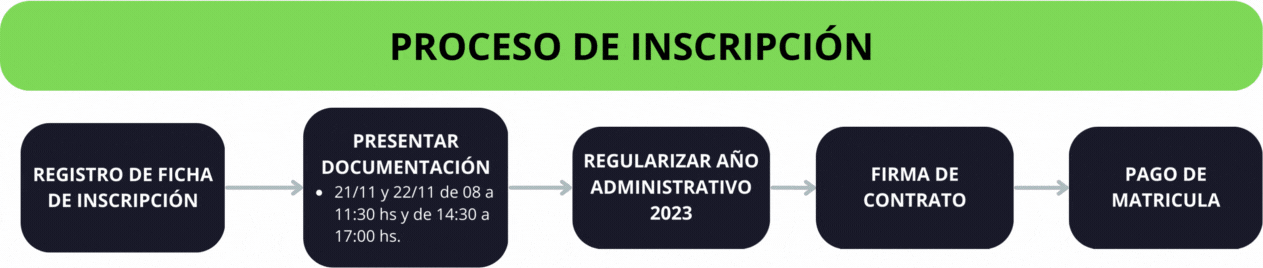 PROCESO DE INSCRIPCIÓN
REGISTRO DE FICHA
DE INSCRIPCIÓN
PRESENTAR
DOCUMENTACIÓN
• 21/11 y 22/11 de 08 a
11:30 hs y de 14:30 a
17:00 hs.
REGULARIZAR AÑO
ADMINISTRATIVO
2023
FIRMA DE
CONTRATO
PAGO DE
MATRICULA